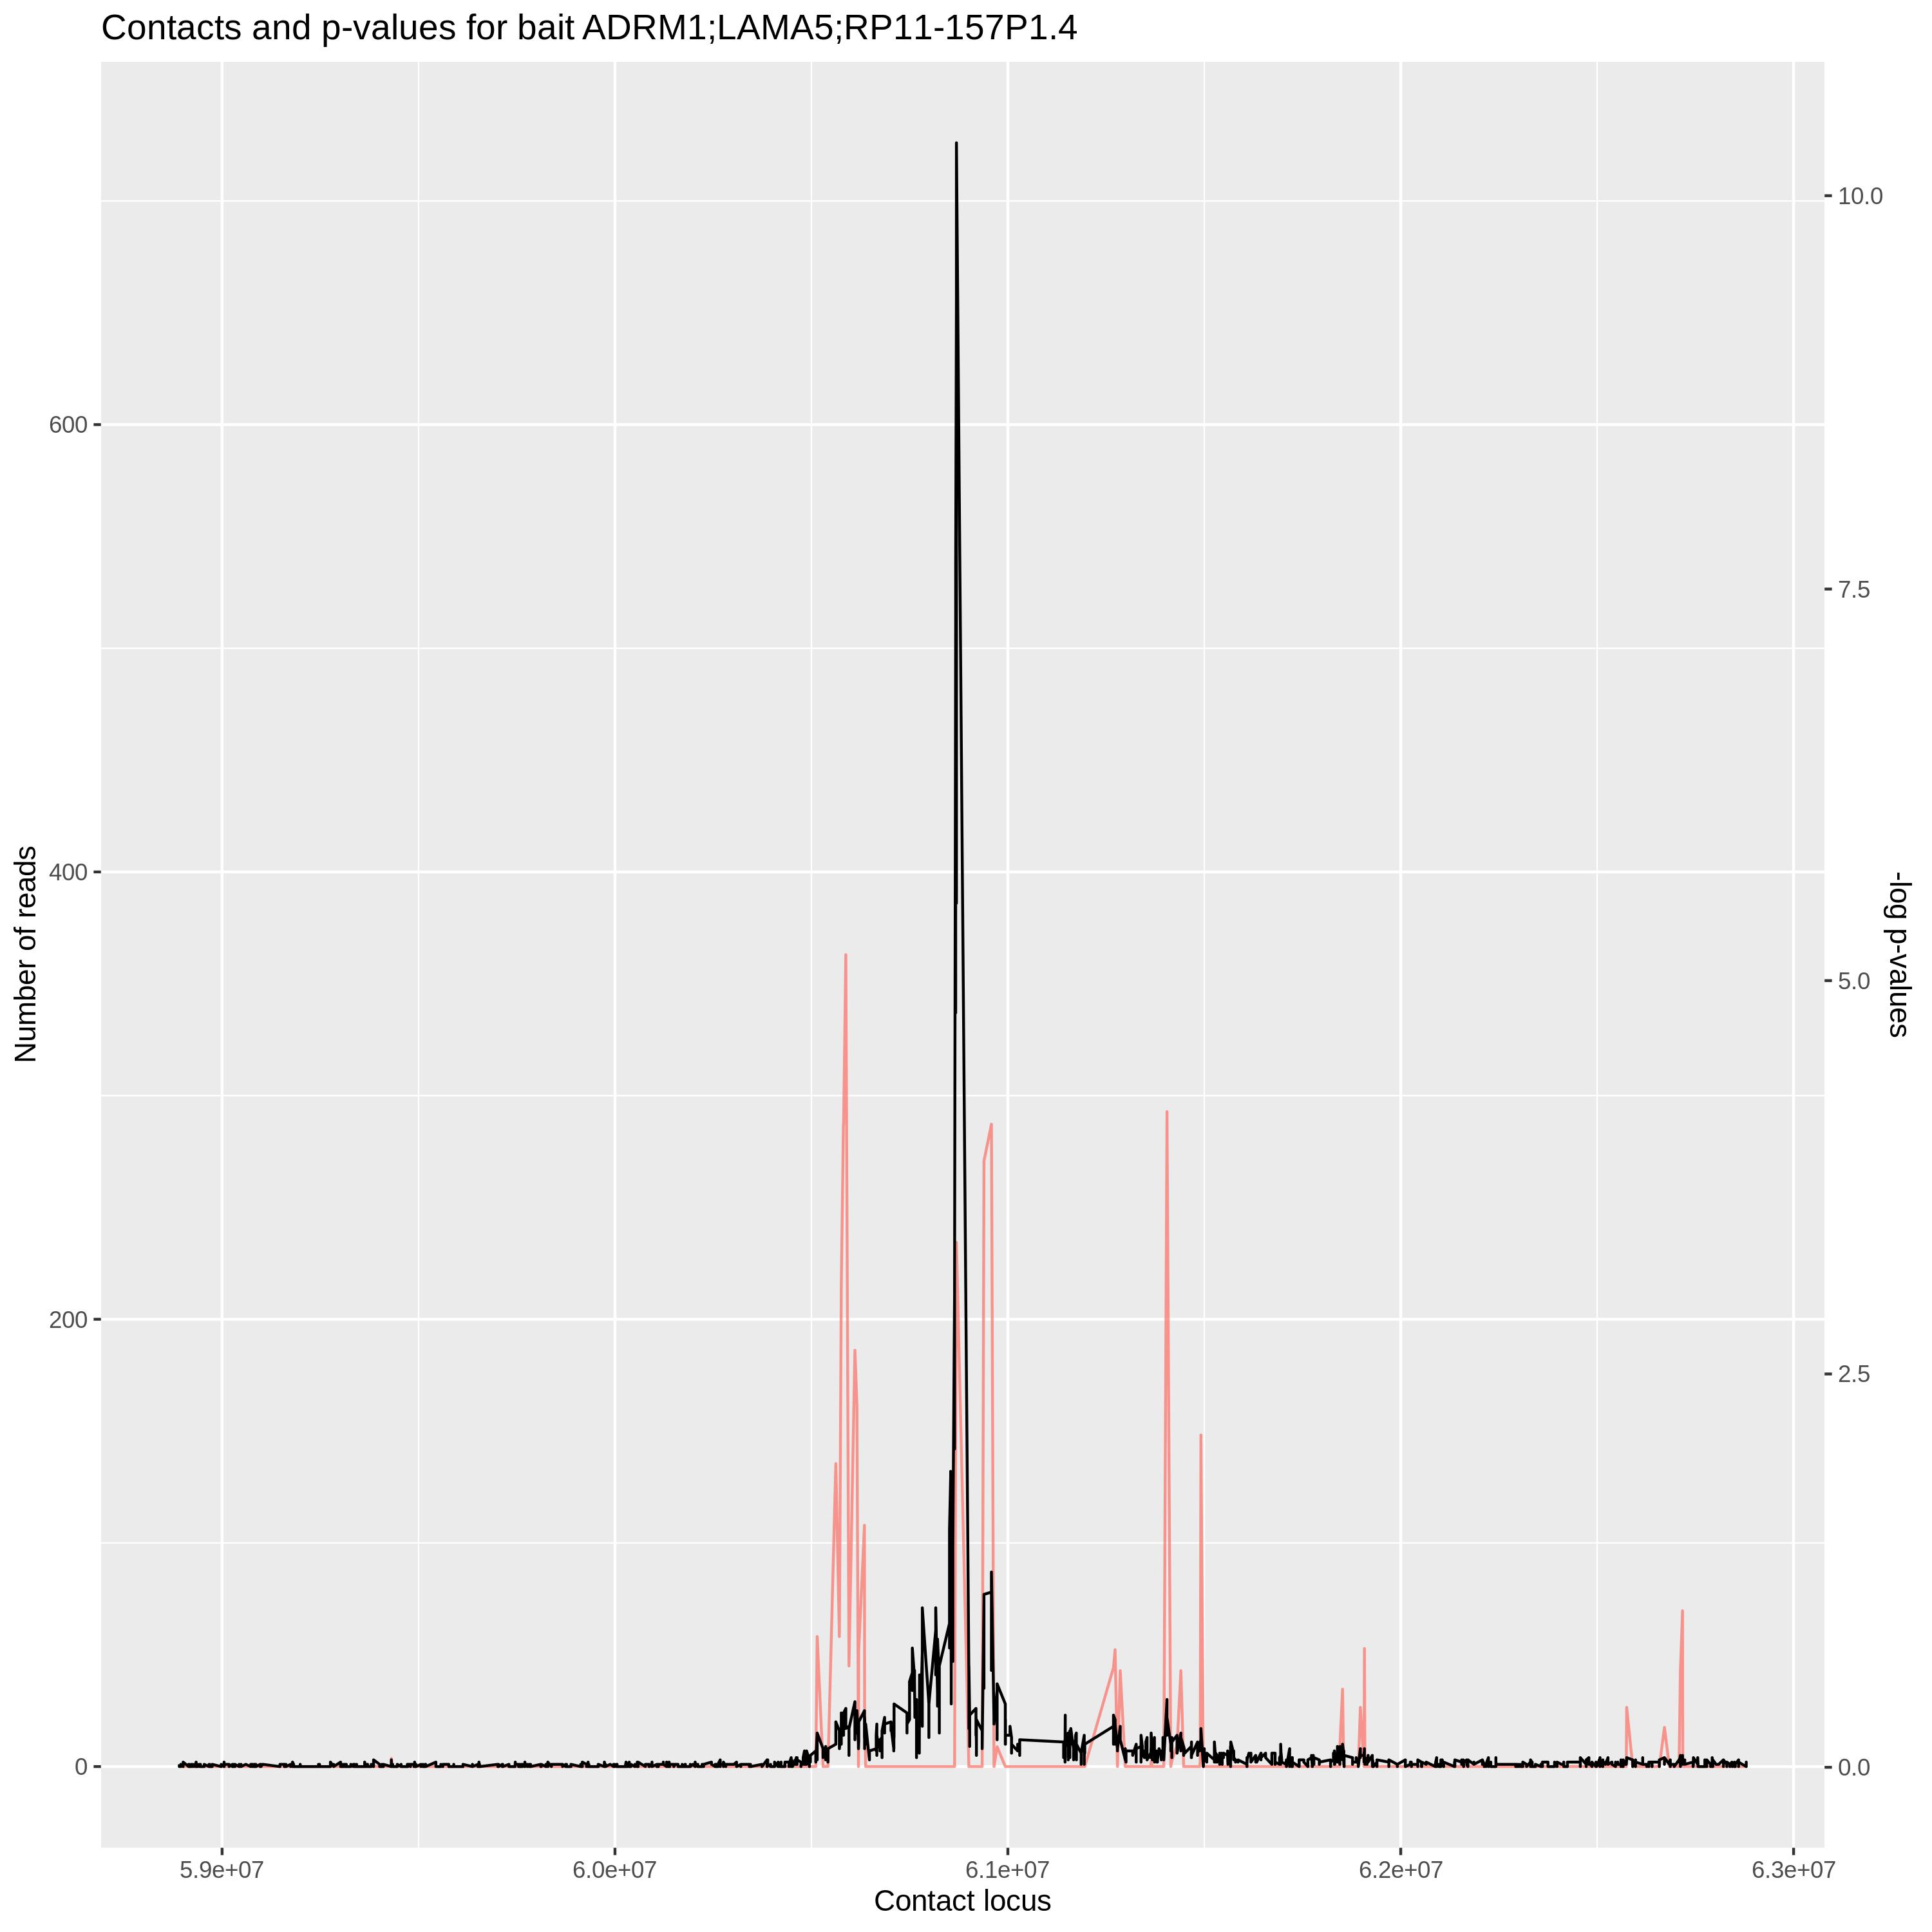 Contacts and p-values for bait ADRM1;LAMA5;RP11-157P1.4
10.0
600
7.5
400
Number of reads
-log p-values
5.0
200
2.5
0
0.0
5.9e+07 6.0e+07 6.1e+07 6.2e+07 6.3e+07
Contact locus